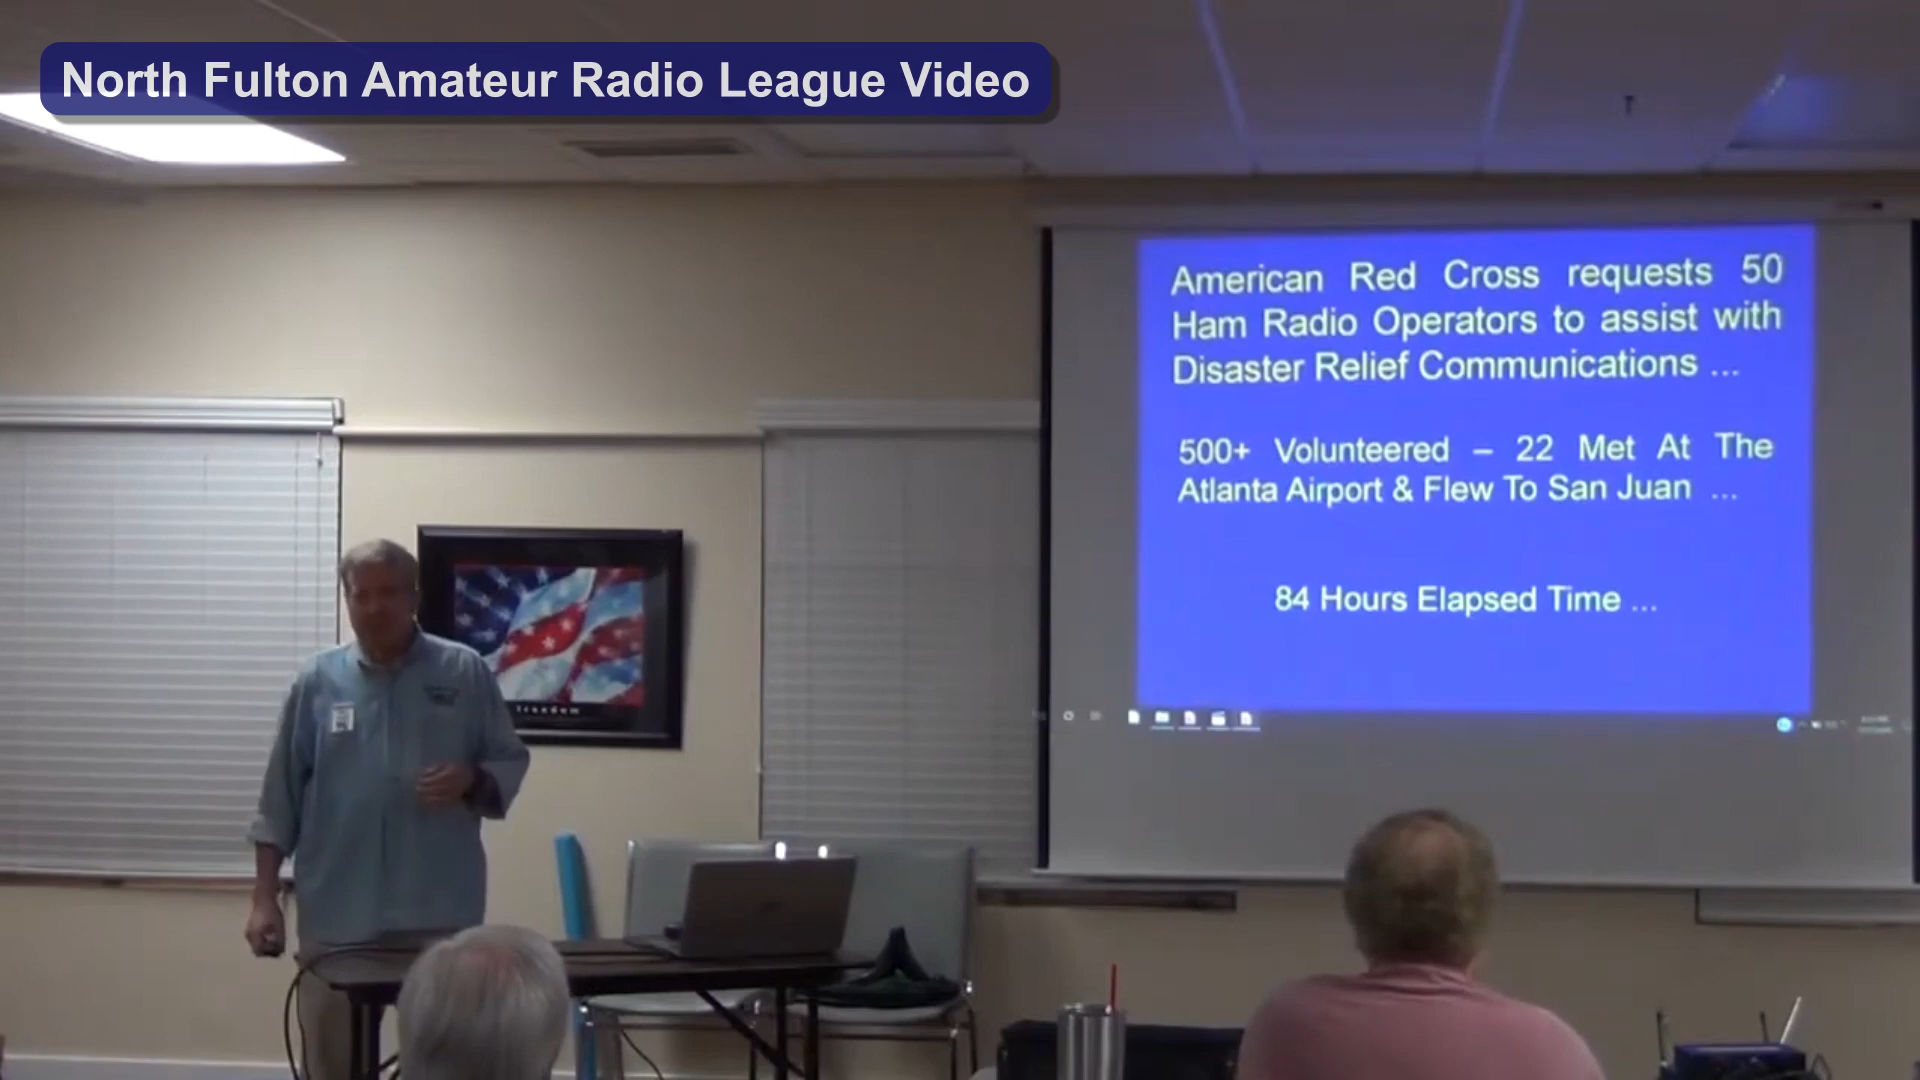 North Fulton Amateur Radio League Video
American Red Cross requests 50
Ham Radio Operators to assist with
Disaster Relief Communications ...
500+ Volunteered – 22 Met At The
Atlanta Airport & Flew To San Juan ...
84 Hours Elapsed Time ...
freedom